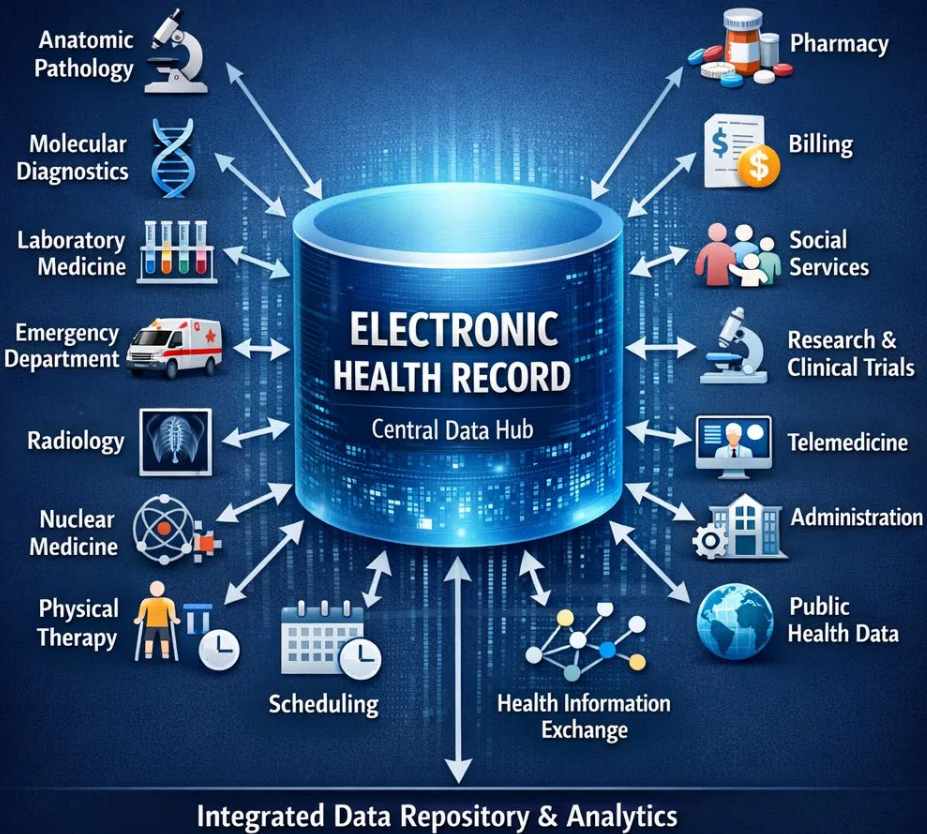 Anatomic
Pathology
Molecular
Diagnostics
Laboratory
Medicine
Emergency
Department
Radiology
Nuclear
Medicine
Physical
Therapy
Scheduling
ELECTRONIC
HEALTH RECORD
Central Data Hub
Health Information
Exchange
Pharmacy
$
$
Billing
Social
Services
Research &
Clinical Trials
Telemedicine
Administration
Public
Health Data
Integrated Data Repository & Analytics